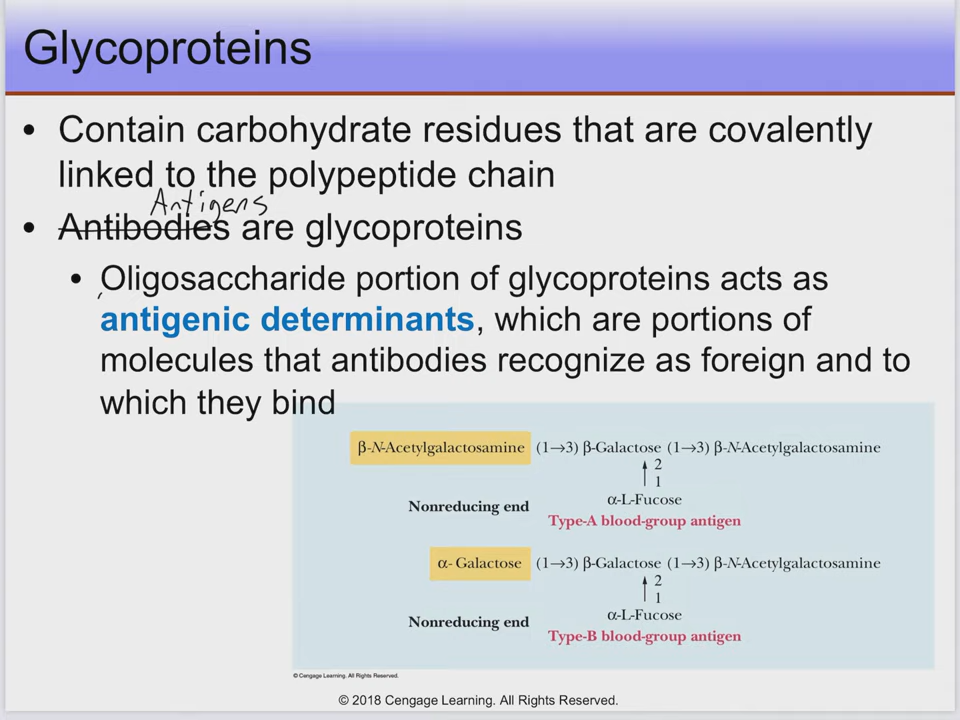 Glycoproteins
• Contain carbohydrate residues that are covalently
linked to the polypeptide chain
Antigens
• Antibodies are glycoproteins
• Oligosaccharide portion of glycoproteins acts as
antigenic determinants, which are portions of
molecules that antibodies recognize as foreign and to
which they bind
β-N-Acetylgalactosamine (1→3) β-Galactose (1→3) β-N-Acetylgalactosamine
↑ 2
1
α-L-Fucose
Nonreducing end
Type-A blood-group antigen
α- Galactose (1→3) β-Galactose (1→3) β-N-Acetylgalactosamine
↑ 2
1
α-L-Fucose
Nonreducing end
Type-B blood-group antigen
© Cengage Learning. All Rights Reserved.
© 2018 Cengage Learning. All Rights Reserved.